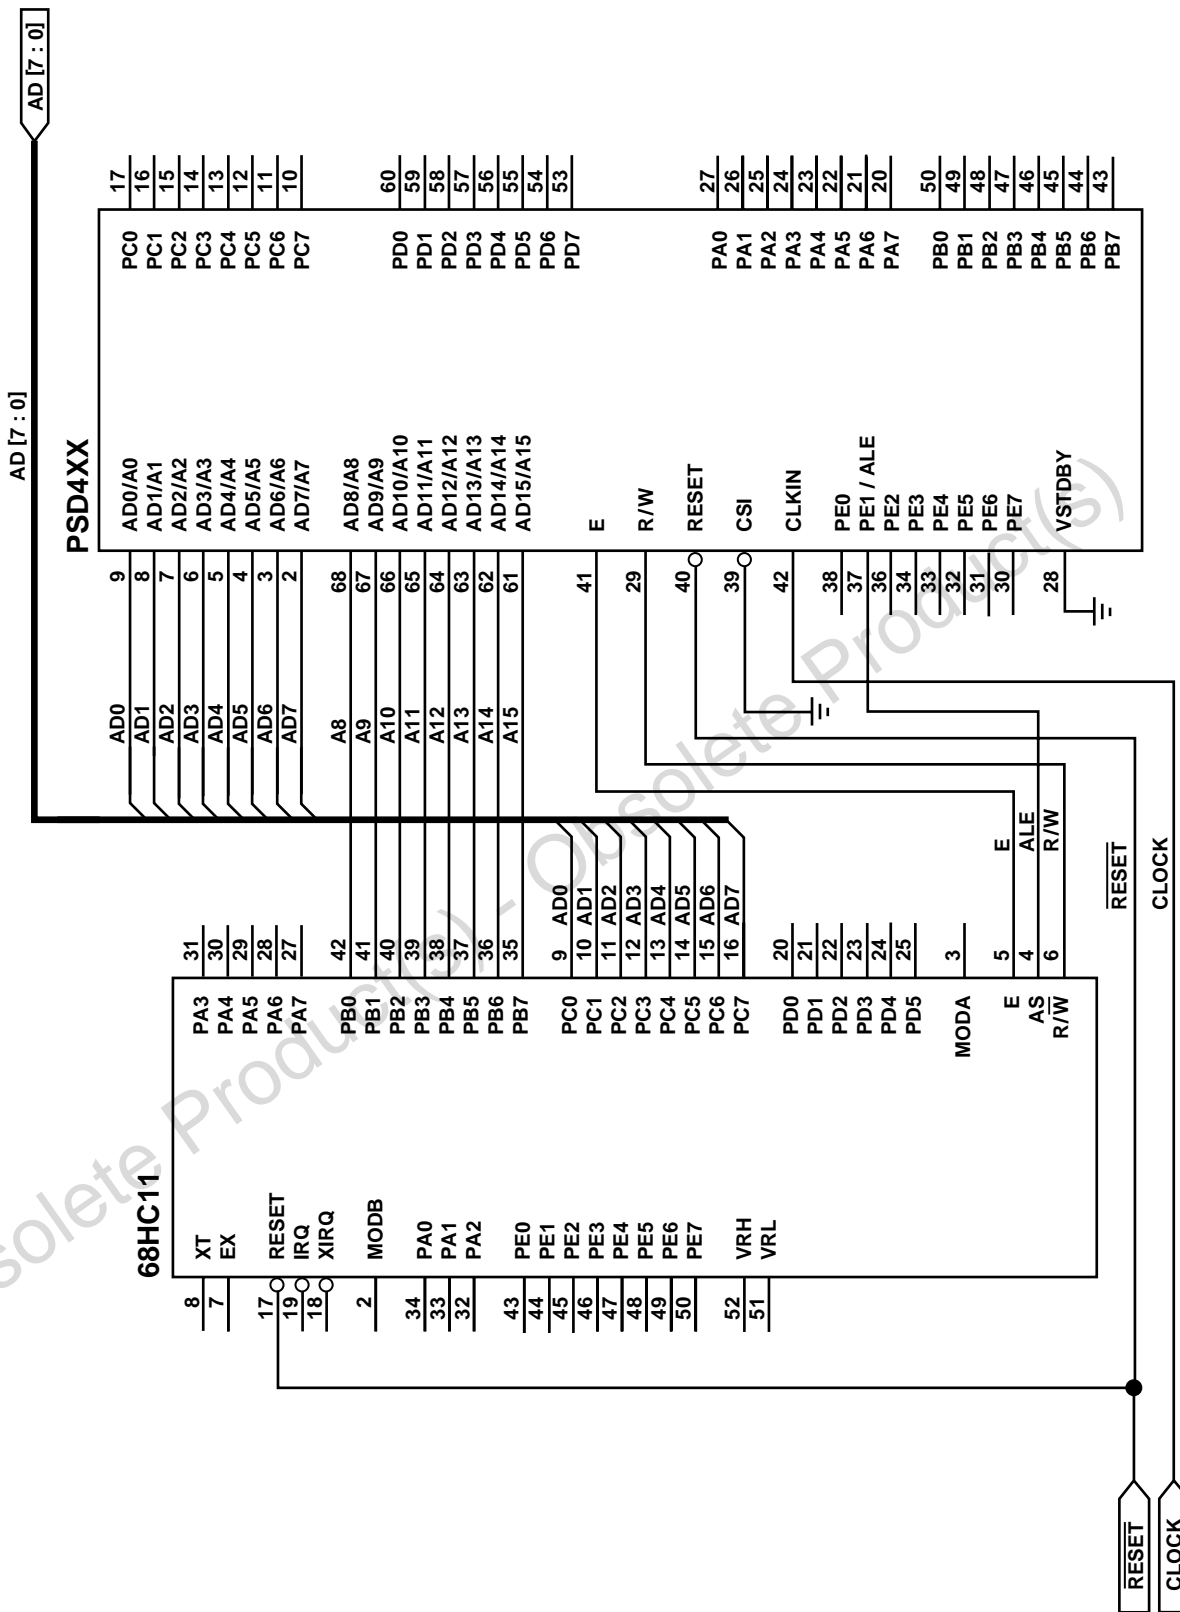 AD [7 : 0]
AD [7 : 0]
PSD4XX
9 AD0/A0
8 AD1/A1
7 AD2/A2
6 AD3/A3
5 AD4/A4
4 AD5/A5
3 AD6/A6
2 AD7/A7
68 AD8/A8
67 AD9/A9
66 AD10/A10
65 AD11/A11
64 AD12/A12
63 AD13/A13
62 AD14/A14
61 AD15/A15
41 E
29 R/W
40 RESET
39 CSI
42 CLKIN
38 PE0
37 PE1 / ALE
36 PE2
34 PE3
33 PE4
32 PE5
31 PE6
30 PE7
28 VSTDBY
PC0 17
PC1 16
PC2 15
PC3 14
PC4 13
PC5 12
PC6 11
PC7 10
PD0 60
PD1 59
PD2 58
PD3 57
PD4 56
PD5 55
PD6 54
PD7 53
PA0 27
PA1 26
PA2 25
PA3 24
PA4 23
PA5 22
PA6 21
PA7 20
PB0 50
PB1 49
PB2 48
PB3 47
PB4 46
PB5 45
PB6 44
PB7 43
AD0
AD1
AD2
AD3
AD4
AD5
AD6
AD7
A8
A9
A10
A11
A12
A13
A14
A15
68HC11
8 XT
7 EX
17 RESET
19 IRQ
18 XIRQ
2 MODB
34 PA0
33 PA1
32 PA2
43 PE0
44 PE1
45 PE2
46 PE3
47 PE4
48 PE5
49 PE6
50 PE7
52 VRH
51 VRL
PA3 31
PA4 30
PA5 29
PA6 28
PA7 27
PB0 42
PB1 41
PB2 40
PB3 39
PB4 38
PB5 37
PB6 36
PB7 35
PC0 9 AD0
PC1 10 AD1
PC2 11 AD2
PC3 12 AD3
PC4 13 AD4
PC5 14 AD5
PC6 15 AD6
PC7 16 AD7
PD0 20
PD1 21
PD2 22
PD3 23
PD4 24
PD5 25
MODA 3
E 5 E
AS 4 ALE
R/W 6 R/W
RESET
CLOCK
RESET
CLOCK
solete Product(s) - Obsolete Product(s)